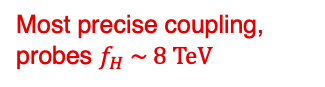 Most precise coupling,
probes f_H ~ 8 TeV